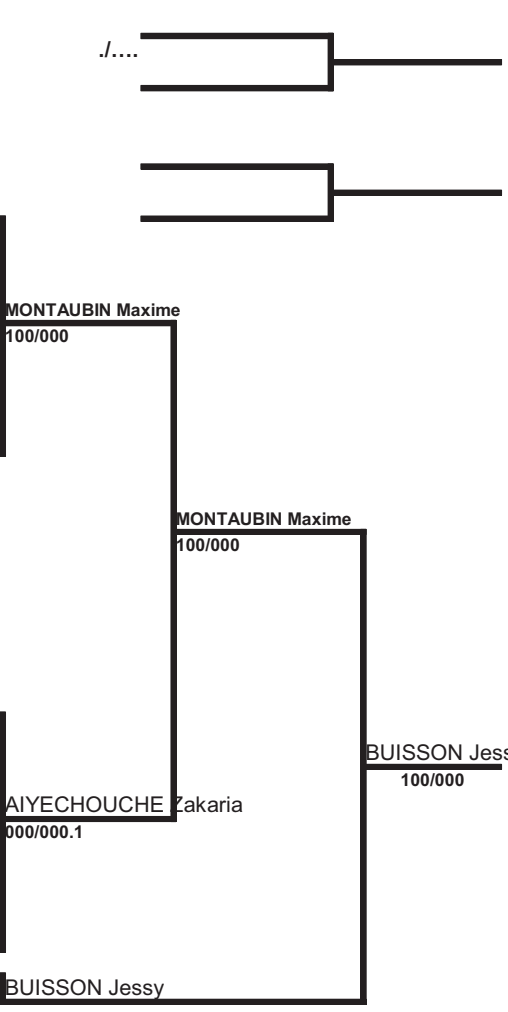 ./....
MONTAUBIN Maxime
100/000
MONTAUBIN Maxime
100/000
BUISSON Jess
100/000
AIYECHOUCHE Zakaria
000/000.1
BUISSON Jessy